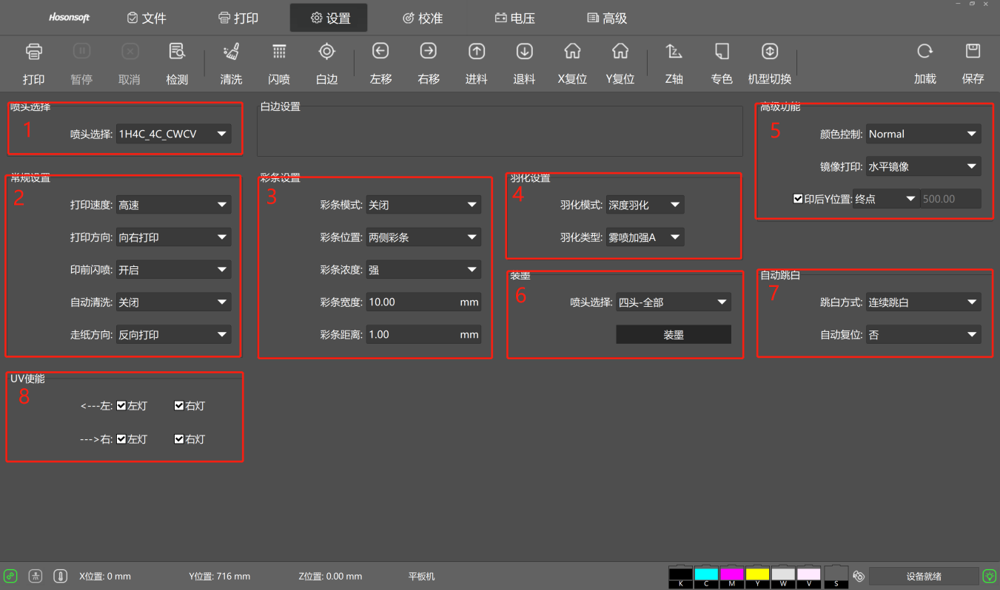 Hosonsoft 文件 打印 设置 校准 电压 高级
打印 暂停 取消 检测 清洗 闪喷 白边 左移 右移 进料 退料 X复位 Y复位 Z轴 专色 机型切换 加载 保存
喷头选择
1
喷头选择: 1H4C_4C_CWCV
白边设置
高级功能
5
颜色控制: Normal
镜像打印: 水平镜像
印后Y位置: 终点 500.00
常规设置
2
打印速度: 高速
打印方向: 向右打印
印前闪喷: 开启
自动清洗: 关闭
走纸方向: 反向打印
彩条设置
3
彩条模式: 关闭
彩条位置: 两侧彩条
彩条浓度: 强
彩条宽度: 10.00 mm
彩条距离: 1.00 mm
羽化设置
4
羽化模式: 深度羽化
羽化类型: 雾喷加强A
装墨
6
喷头选择: 四头-全部
装墨
自动跳白
7
跳白方式: 连续跳白
自动复位: 否
UV使能
8
<---左: 左灯 右灯
--->右: 左灯 右灯
X位置: 0 mm Y位置: 716 mm Z位置: 0.00 mm 平板机 K C M Y W V S 设备就绪